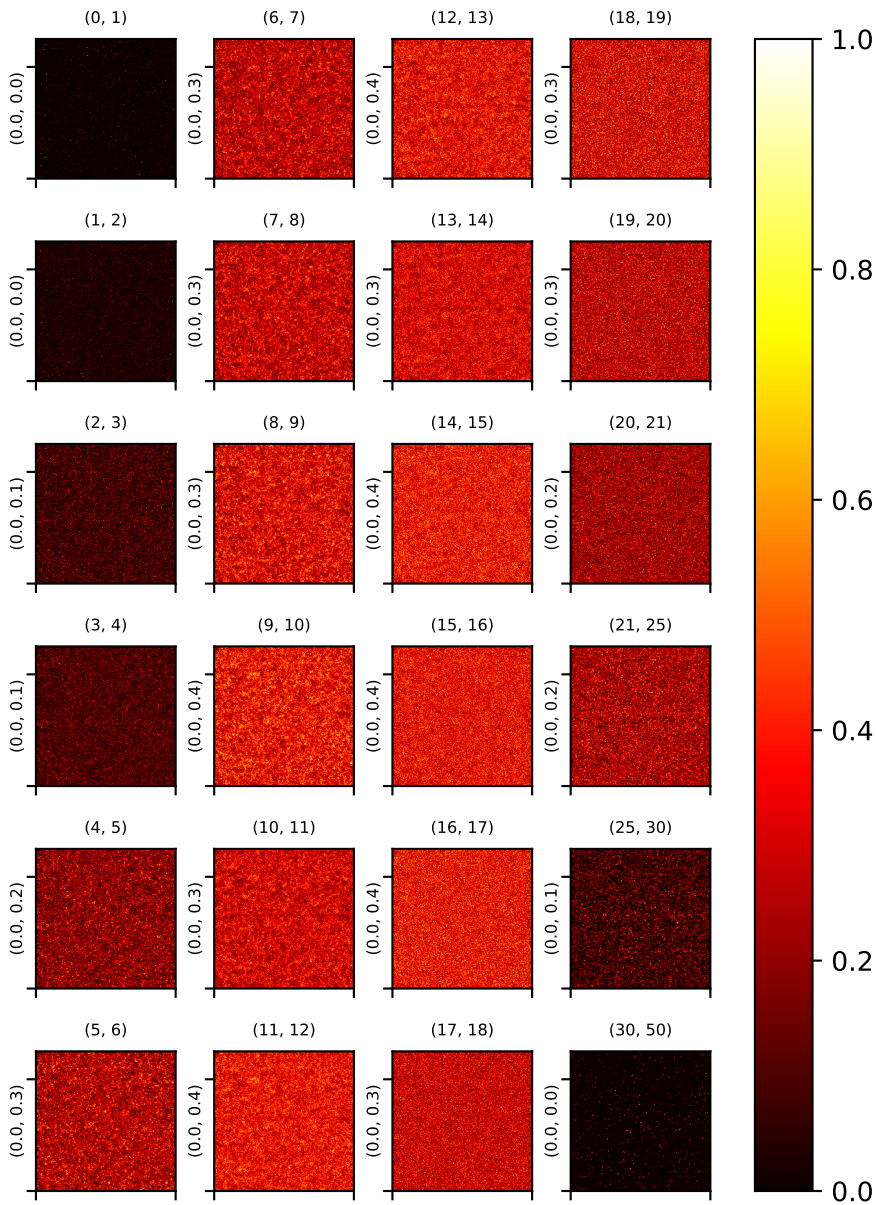 (0, 1) (6, 7) (12, 13) (18, 19)
(0.0, 0.0) (0.0, 0.3) (0.0, 0.4) (0.0, 0.3)
(1, 2) (7, 8) (13, 14) (19, 20)
(0.0, 0.0) (0.0, 0.3) (0.0, 0.3) (0.0, 0.3)
(2, 3) (8, 9) (14, 15) (20, 21)
(0.0, 0.1) (0.0, 0.3) (0.0, 0.4) (0.0, 0.2)
(3, 4) (9, 10) (15, 16) (21, 25)
(0.0, 0.1) (0.0, 0.4) (0.0, 0.4) (0.0, 0.2)
(4, 5) (10, 11) (16, 17) (25, 30)
(0.0, 0.2) (0.0, 0.3) (0.0, 0.4) (0.0, 0.1)
(5, 6) (11, 12) (17, 18) (30, 50)
(0.0, 0.3) (0.0, 0.4) (0.0, 0.3) (0.0, 0.0)
1.0
0.8
0.6
0.4
0.2
0.0